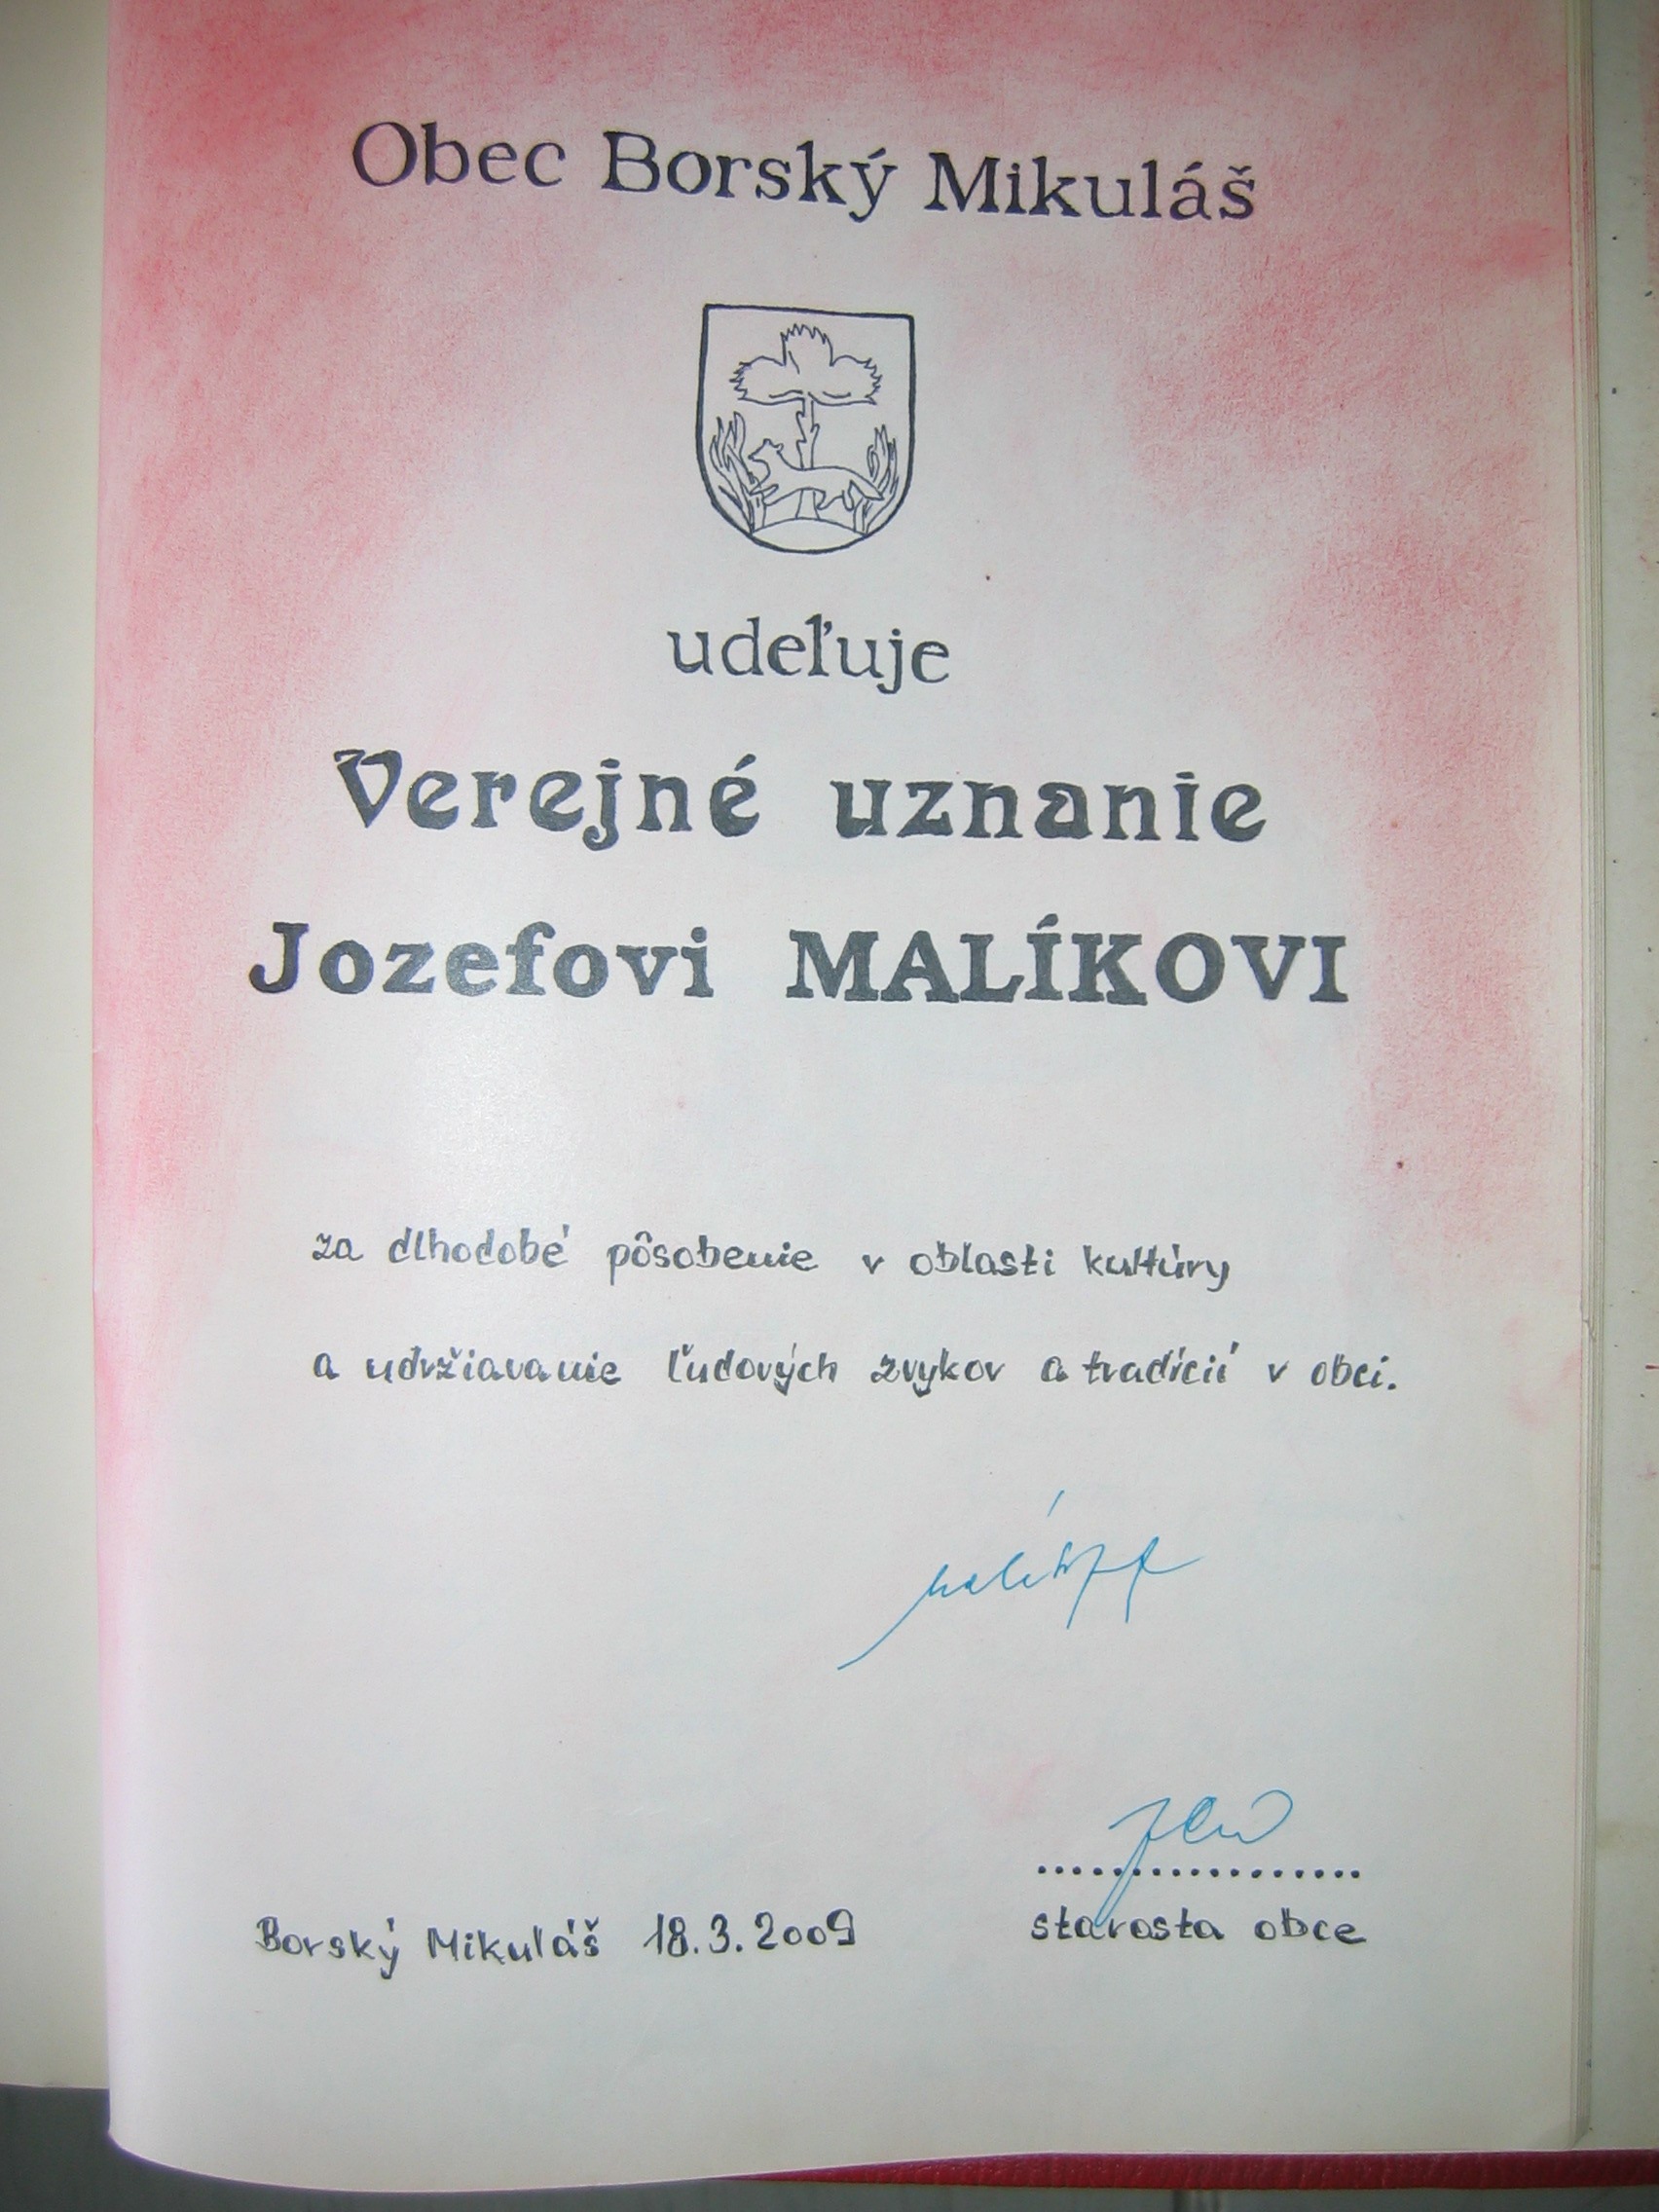 Obec Borský Mikuláš
udeľuje
Verejné uznanie
Jozefovi MALÍKOVI
za dlhodobé pôsobenie v oblasti kultúry
a udržiavanie ľudových zvykov a tradícií v obci.
.................
Borský Mikuláš 18.3.2009 starosta obce